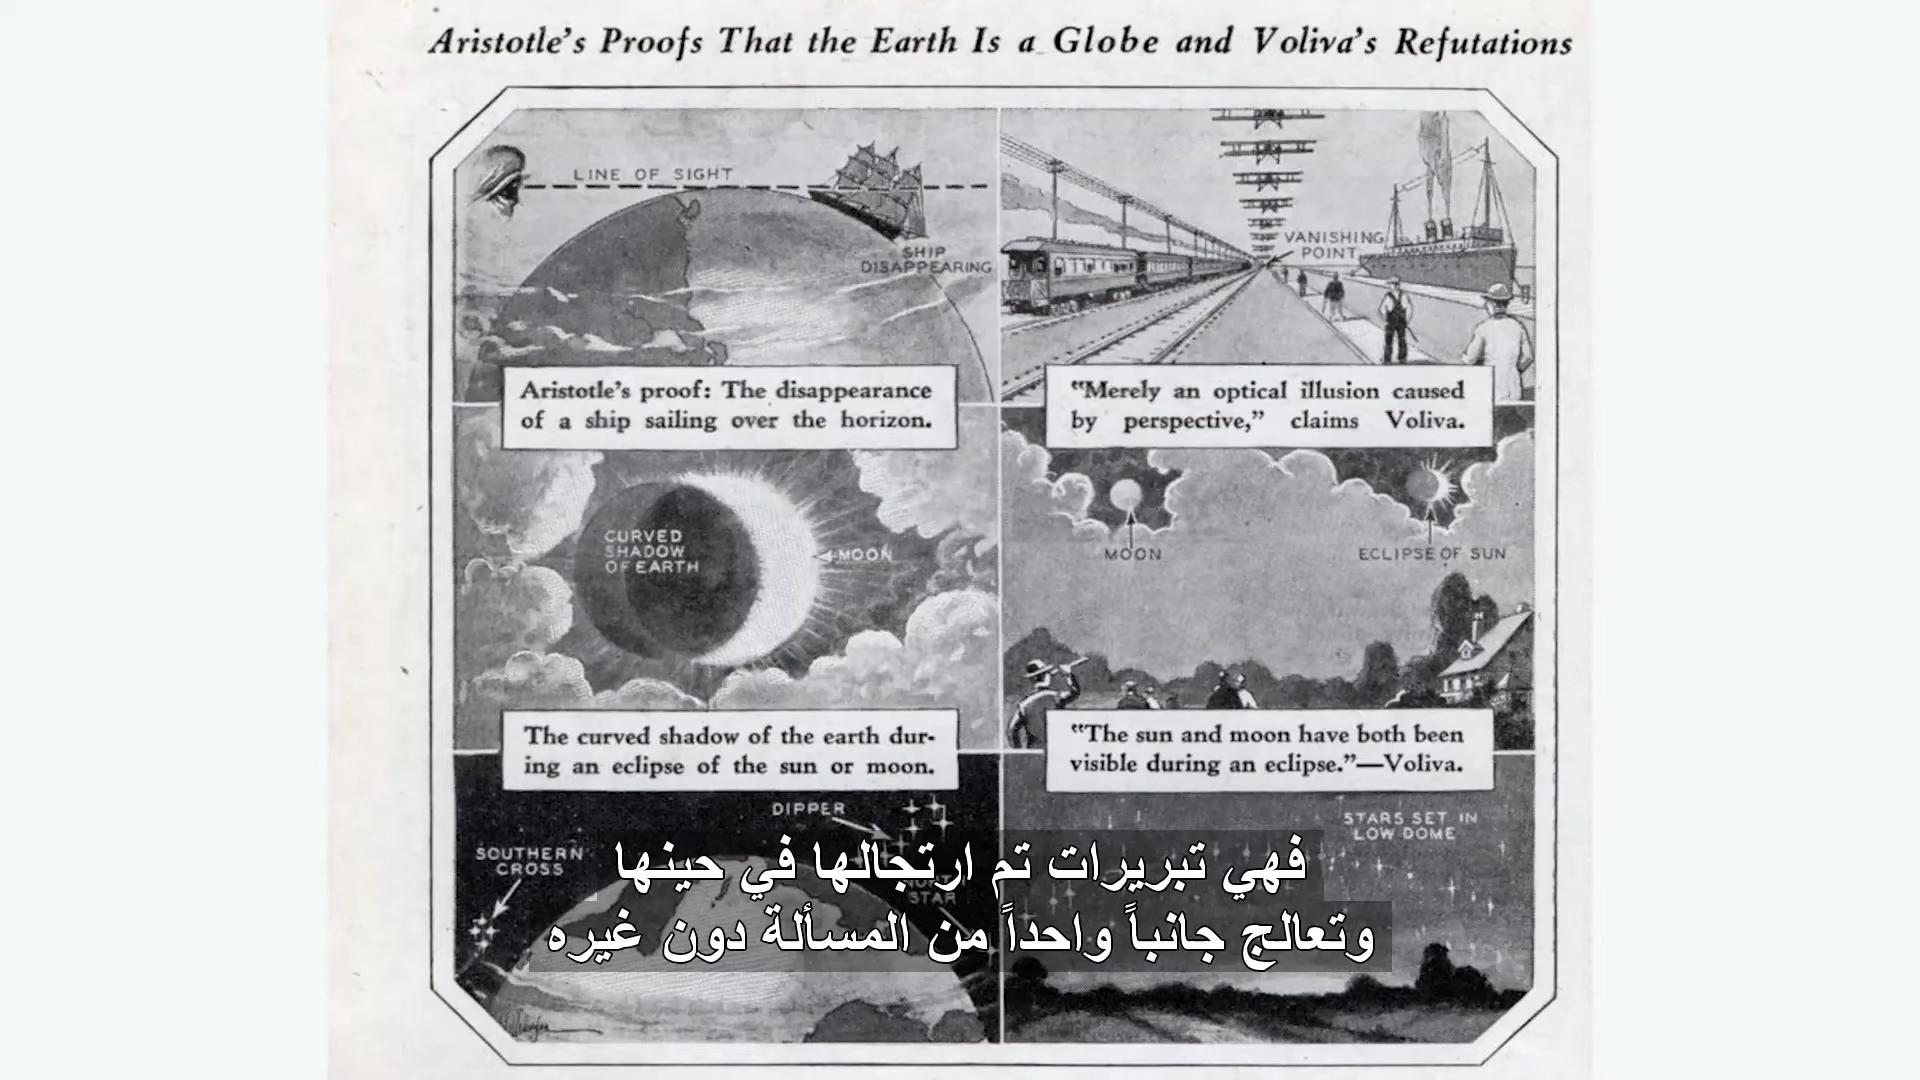 Aristotle's Proofs That the Earth Is a Globe and Voliva's Refutations
LINE OF SIGHT
SHIP
DISAPPEARING
VANISHING
POINT
Aristotle's proof: The disappearance
of a ship sailing over the horizon.
"Merely an optical illusion caused
by perspective," claims Voliva.
CURVED
SHADOW
OF EARTH
MOON
MOON
ECLIPSE OF SUN
The curved shadow of the earth dur-
ing an eclipse of the sun or moon.
"The sun and moon have both been
visible during an eclipse."—Voliva.
DIPPER
SOUTHERN
CROSS
NORTH
STAR
STARS SET IN
LOW DOME
فهي تبريرات تم ارتجالها في حينها
وتعالج جانباً واحداً من المسألة دون غيره